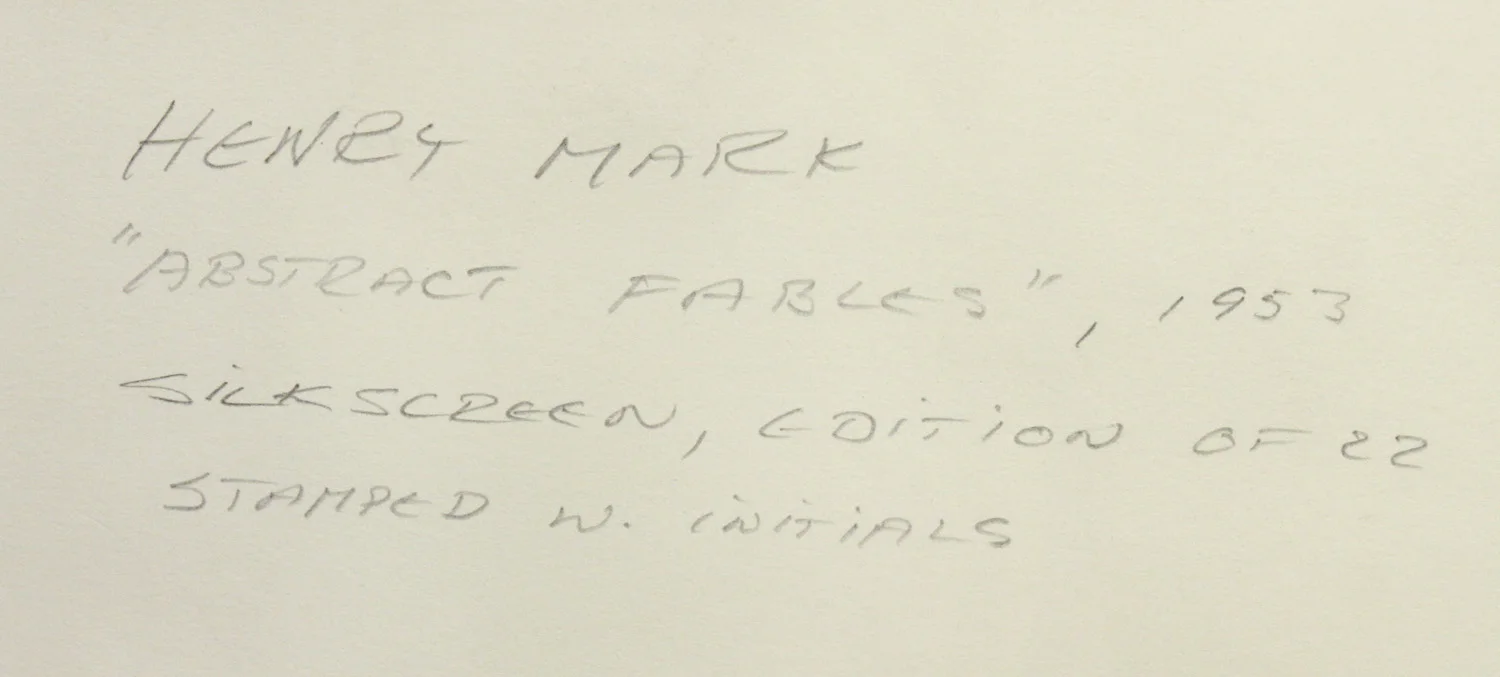 HENRY MARK
"ABSTRACT FABLES", 1953
SILKSCREEN, EDITION OF 22
STAMPED W. INITIALS